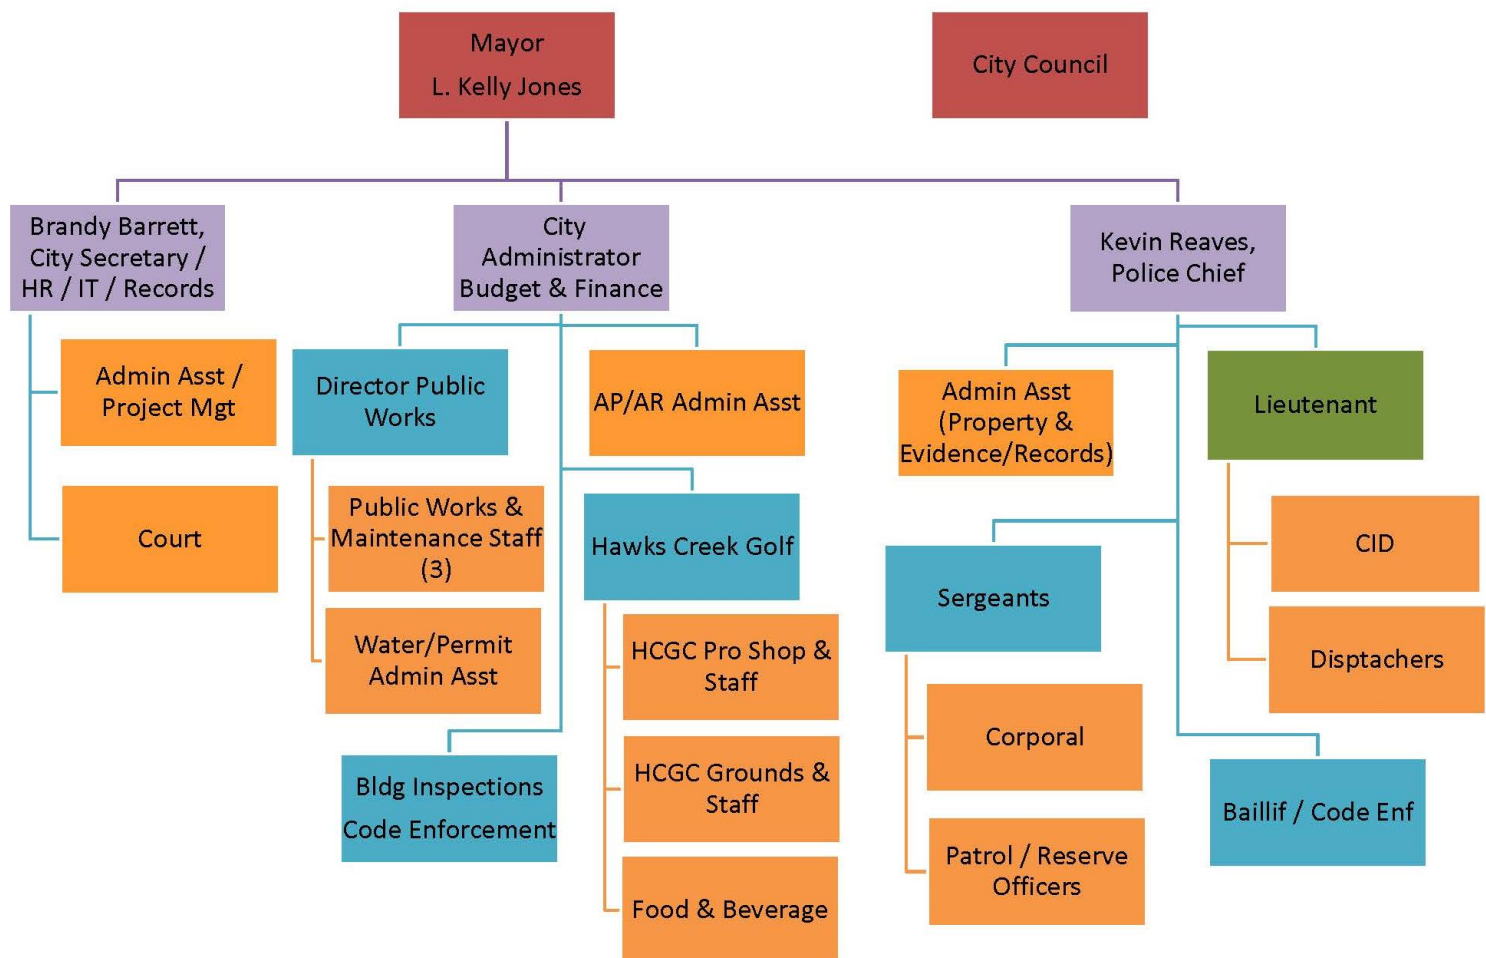 Mayor
L. Kelly Jones
City Council
Brandy Barrett,
City Secretary /
HR / IT / Records
City
Administrator
Budget & Finance
Kevin Reaves,
Police Chief
Admin Asst /
Project Mgt
Court
Director Public
Works
AP/AR Admin Asst
Public Works &
Maintenance Staff
(3)
Water/Permit
Admin Asst
Hawks Creek Golf
HCGC Pro Shop &
Staff
HCGC Grounds &
Staff
Food & Beverage
Bldg Inspections
Code Enforcement
Admin Asst
(Property &
Evidence/Records)
Lieutenant
CID
Disptachers
Sergeants
Corporal
Patrol / Reserve
Officers
Baillif / Code Enf